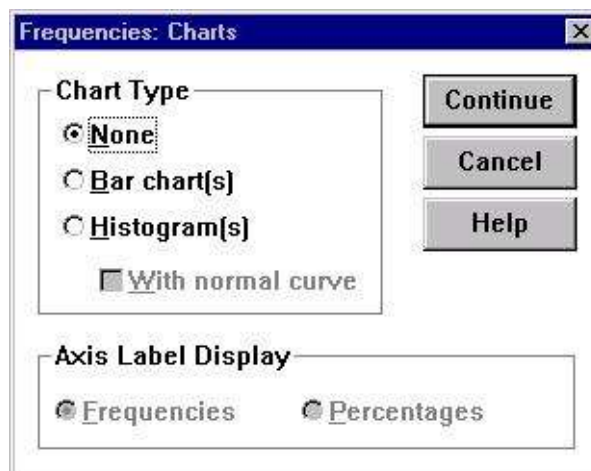 Frequencies: Charts
Chart Type
None
Bar chart(s)
Histogram(s)
With normal curve
Continue
Cancel
Help
Axis Label Display
Frequencies Percentages